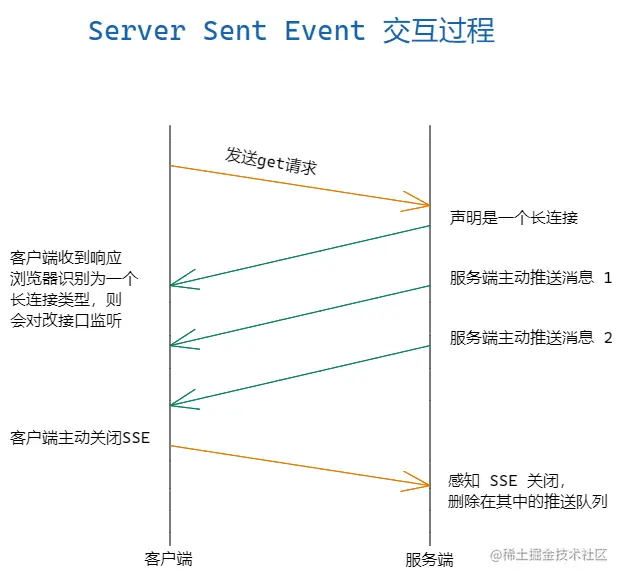 Server Sent Event 交互过程
发送get请求
声明是一个长连接
客户端收到响应
浏览器识别为一个
长连接类型，则
会对改接口监听
服务端主动推送消息 1
服务端主动推送消息 2
客户端主动关闭SSE
感知 SSE 关闭，
删除在其中的推送队列
客户端
服务端
@稀土掘金技术社区